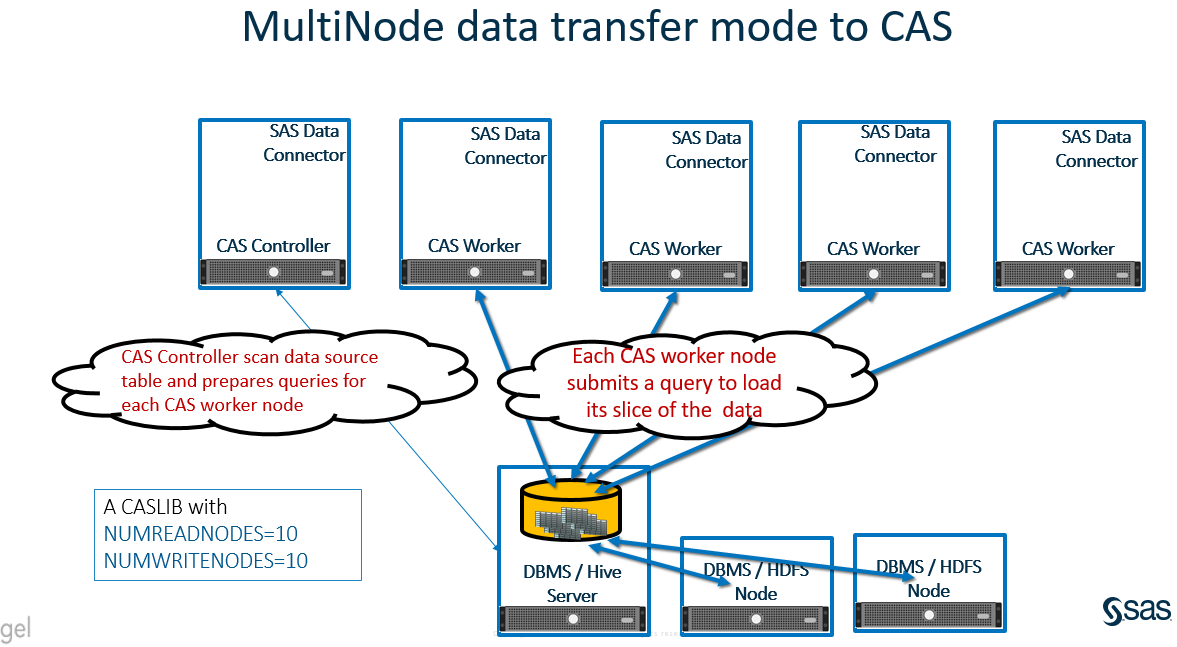 MultiNode data transfer mode to CAS
SAS Data
Connector
CAS Controller
SAS Data
Connector
CAS Worker
SAS Data
Connector
CAS Worker
SAS Data
Connector
CAS Worker
SAS Data
Connector
CAS Worker
CAS Controller scan data source
table and prepares queries for
each CAS worker node
Each CAS worker node
submits a query to load
its slice of the data
A CASLIB with
NUMREADNODES=10
NUMWRITENODES=10
DBMS / Hive
Server
DBMS / HDFS
Node
DBMS / HDFS
Node
sas
gel